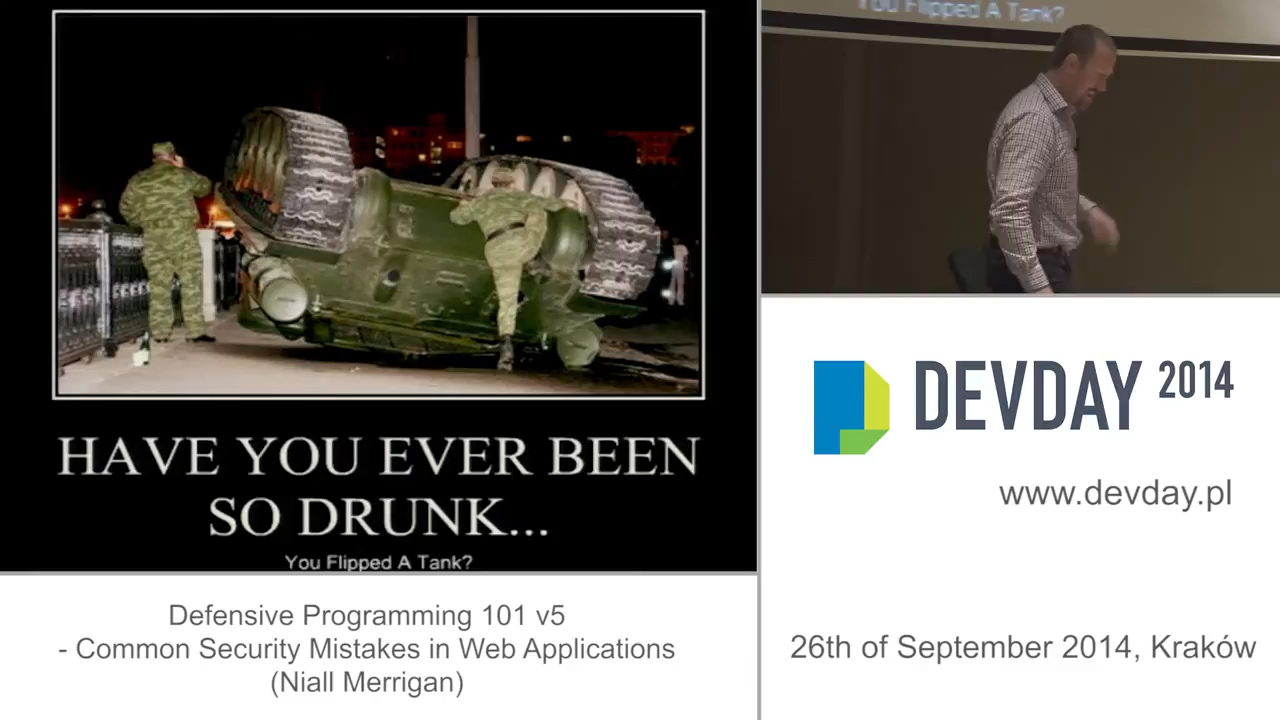 HAVE YOU EVER BEEN
SO DRUNK...
You Flipped A Tank?
Defensive Programming 101 v5
- Common Security Mistakes in Web Applications
(Niall Merrigan)
You Flipped A Tank?
DEVDAY 2014
www.devday.pl
26th of September 2014, Kraków